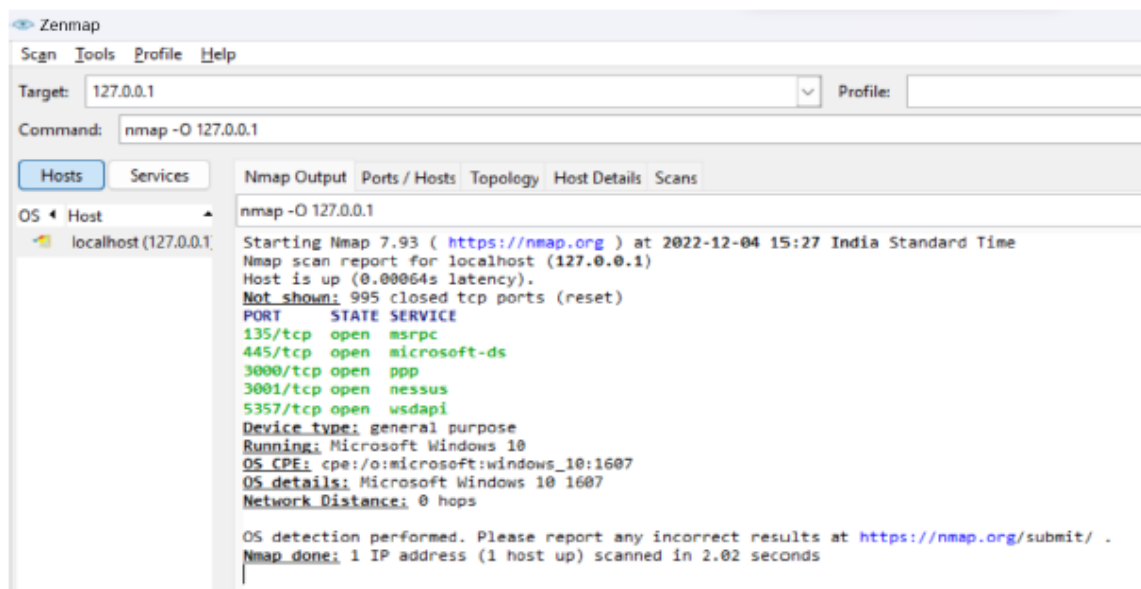 Zenmap
Scan Tools Profile Help
Target: 127.0.0.1 Profile:
Command: nmap -O 127.0.0.1
Hosts Services
Nmap Output Ports / Hosts Topology Host Details Scans
OS Host
nmap -O 127.0.0.1
localhost (127.0.0.1
Starting Nmap 7.93 ( https://nmap.org ) at 2022-12-04 15:27 India Standard Time
Nmap scan report for localhost (127.0.0.1)
Host is up (0.00064s latency).
Not shown: 995 closed tcp ports (reset)
PORT STATE SERVICE
135/tcp open msrpc
445/tcp open microsoft-ds
3000/tcp open ppp
3001/tcp open nessus
5357/tcp open wsdapi
Device type: general purpose
Running: Microsoft Windows 10
OS CPE: cpe:/o:microsoft:windows_10:1607
OS details: Microsoft Windows 10 1607
Network Distance: 0 hops
OS detection performed. Please report any incorrect results at https://nmap.org/submit/ .
Nmap done: 1 IP address (1 host up) scanned in 2.02 seconds